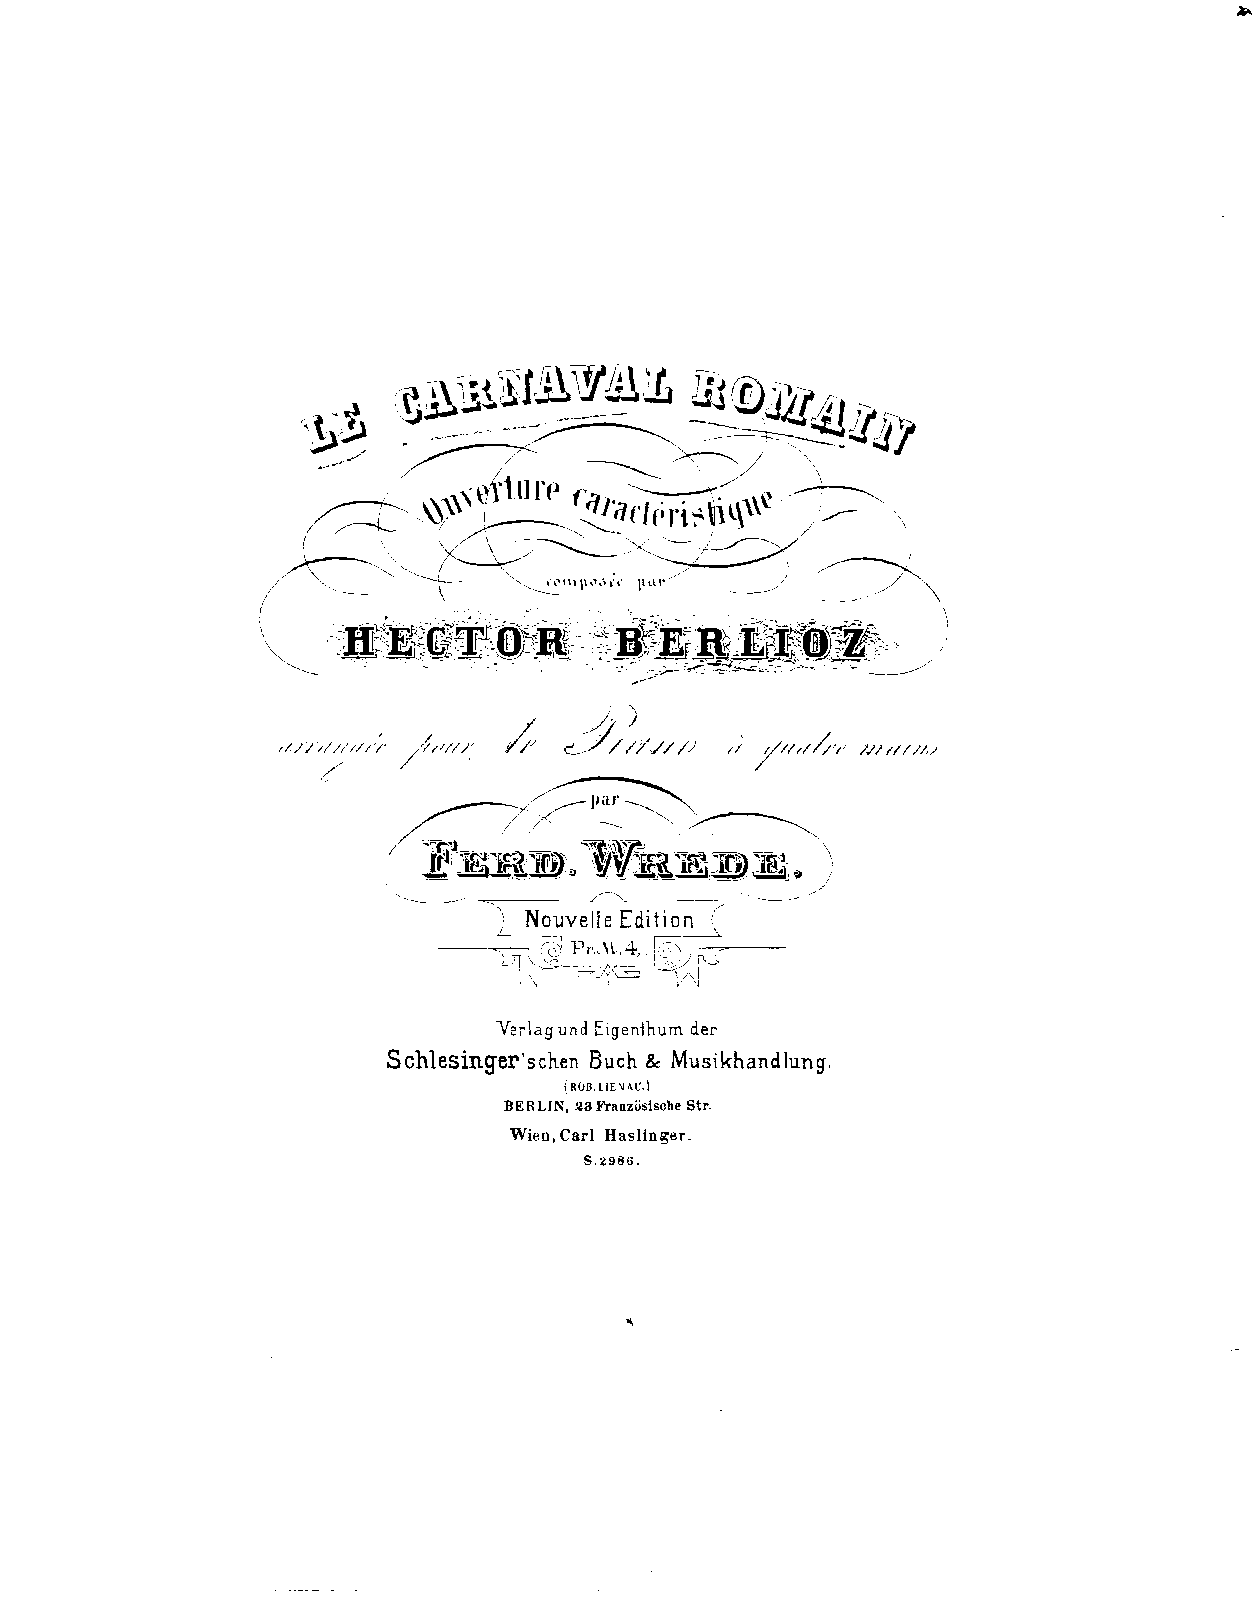 LE CARNAVAL ROMAIN
Ouverture caractéristique
composée par
HECTOR BERLIOZ
arrangée pour le Piano à quatre mains
par
FERD. WREDE.
Nouvelle Edition
Pr. M. 4,
Verlag und Eigenthum der
Schlesinger'schen Buch & Musikhandlung.
(ROB. LIENAU.)
BERLIN, 23 Französische Str.
Wien, Carl Haslinger.
S. 2986.